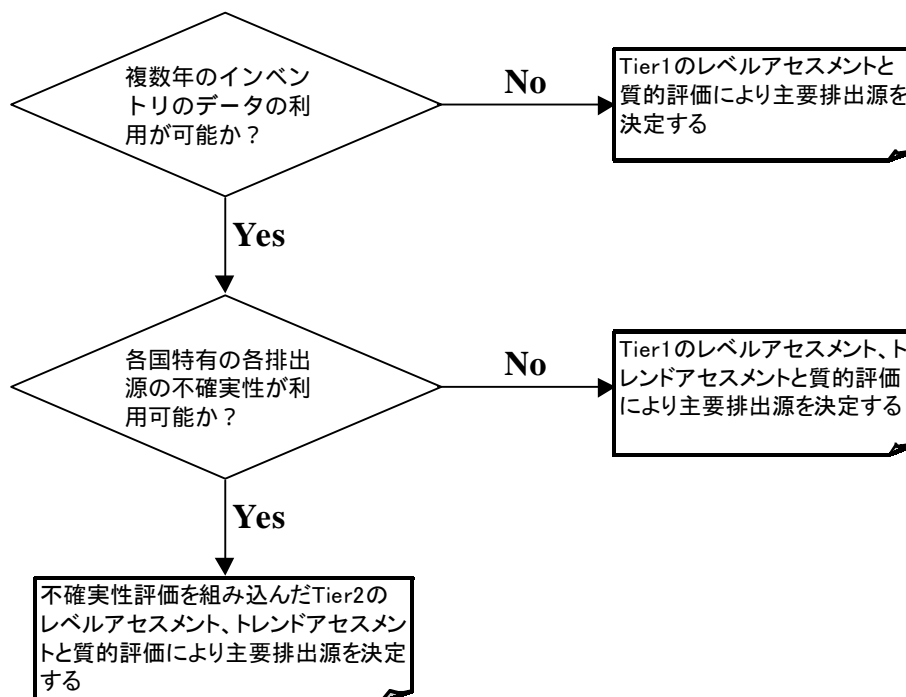 複数年のインベン
トリのデータの利
用が可能か？
No
Tier1のレベルアセスメントと
質的評価により主要排出源を
決定する
Yes
各国特有の各排出
源の不確実性が利
用可能か？
No
Tier1のレベルアセスメント、ト
レンドアセスメントと質的評価
により主要排出源を決定する
Yes
不確実性評価を組み込んだTier2の
レベルアセスメント、トレンドアセスメン
トと質的評価により主要排出源を決定
する